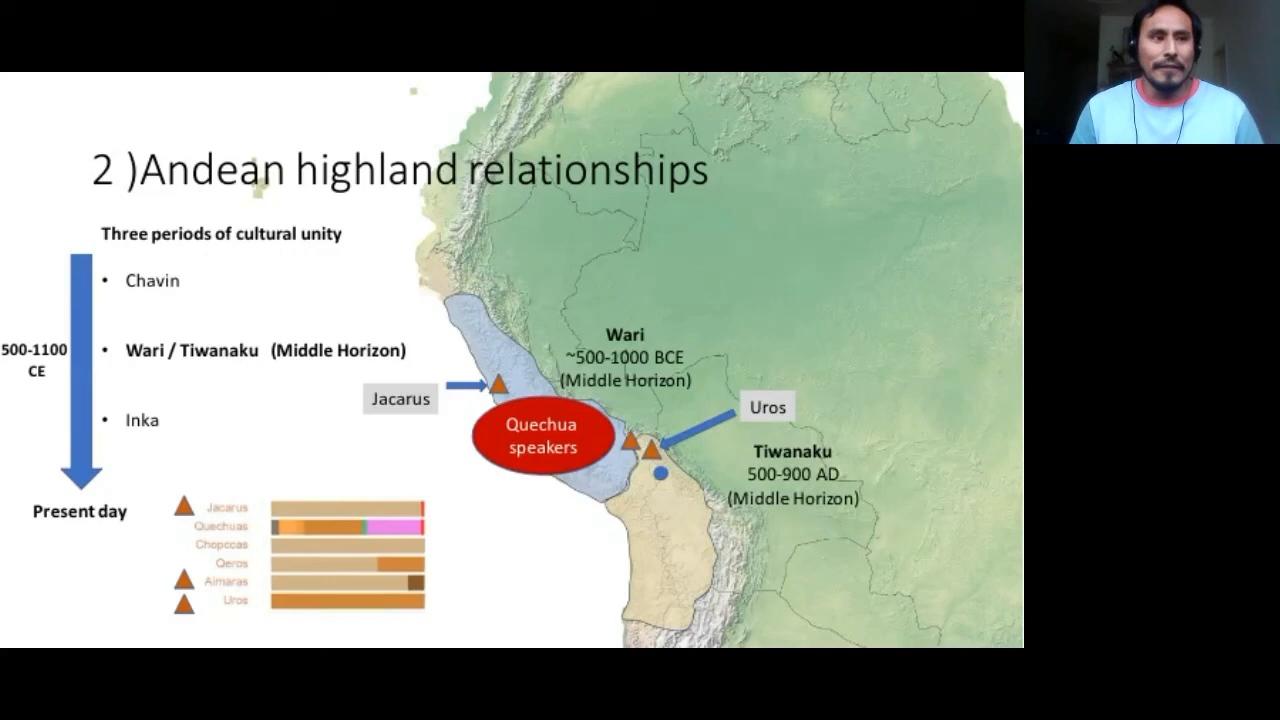 2 )Andean highland relationships
Three periods of cultural unity
• Chavin
500-1100
CE
• Wari / Tiwanaku (Middle Horizon)
• Inka
Present day
Jacarus
Quechua
speakers
Wari
~500-1000 BCE
(Middle Horizon)
Uros
Tiwanaku
500-900 AD
(Middle Horizon)
Jacarus
Quechuas
Chopccas
Qeros
Aimaras
Uros